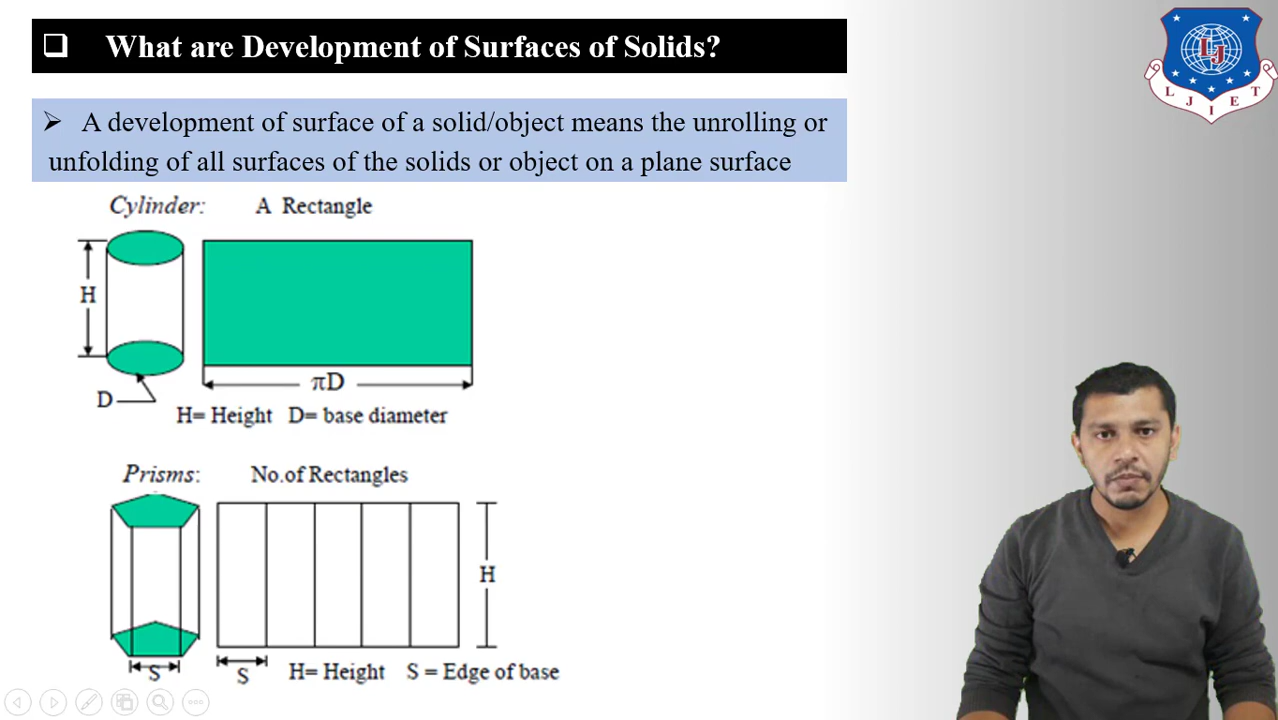 ❑ What are Development of Surfaces of Solids?
L J
L J I E T
➢ A development of surface of a solid/object means the unrolling or
unfolding of all surfaces of the solids or object on a plane surface
Cylinder: A Rectangle
H
πD
D
H= Height D= base diameter
Prisms: No.of Rectangles
H
S S
H= Height S = Edge of base